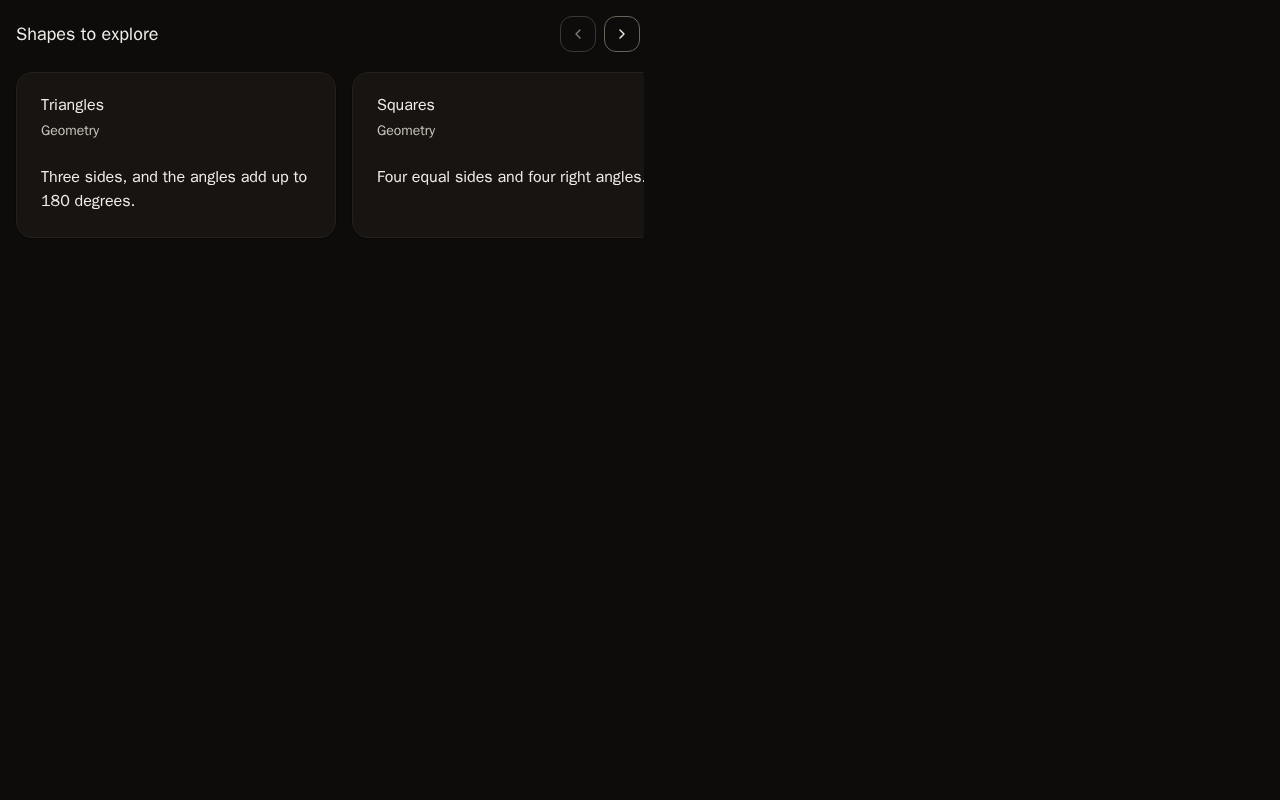 Shapes to explore
Triangles
Geometry
Three sides, and the angles add up to
180 degrees.
Squares
Geometry
Four equal sides and four right angles.